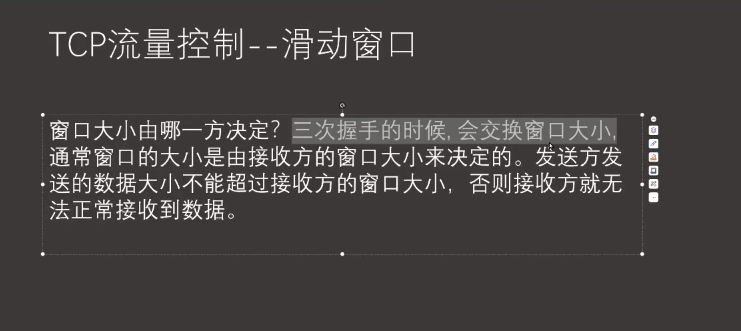 TCP流量控制--滑动窗口
窗口大小由哪一方决定？三次握手的时候,会交换窗口大小,
通常窗口的大小是由接收方的窗口大小来决定的。发送方发
送的数据大小不能超过接收方的窗口大小，否则接收方就无
法正常接收到数据。